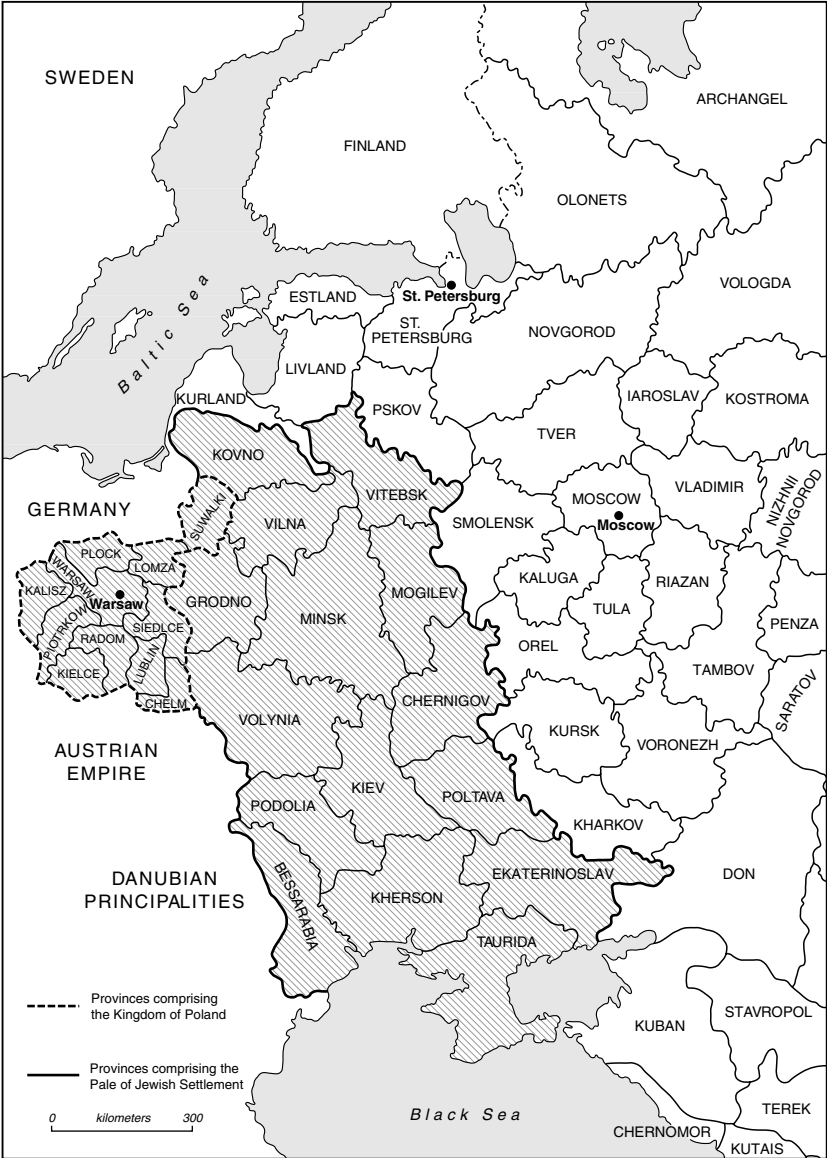 SWEDEN
ARCHANGEL
FINLAND
OLONETS
VOLOGDA
Baltic Sea
ESTLAND
St. Petersburg
ST.
PETERSBURG
NOVGOROD
LIVLAND
KURLAND
PSKOV
IAROSLAV
KOSTROMA
TVER
KOVNO
GERMANY
SUWALKI
VILNA
VITEBSK
SMOLENSK
MOSCOW
Moscow
VLADIMIR
NIZHNII
NOVGOROD
PLOCK
LOMZA
WARSAW
KALISZ
Warsaw
PIOTRKOW
RADOM
SIEDLCE
LUBLIN
KIELCE
CHELM
GRODNO
MINSK
MOGILEV
KALUGA
TULA
RIAZAN
PENZA
OREL
TAMBOV
SARATOV
CHERNIGOV
VOLYNIA
KURSK
VORONEZH
AUSTRIAN
EMPIRE
PODOLIA
KIEV
POLTAVA
KHARKOV
DON
DANUBIAN
PRINCIPALITIES
BESSARABIA
KHERSON
EKATERINOSLAV
TAURIDA
KUBAN
STAVROPOL
TEREK
CHERNOMOR
KUTAIS
Black Sea
Provinces comprising
the Kingdom of Poland
Provinces comprising the
Pale of Jewish Settlement
0 kilometers 300